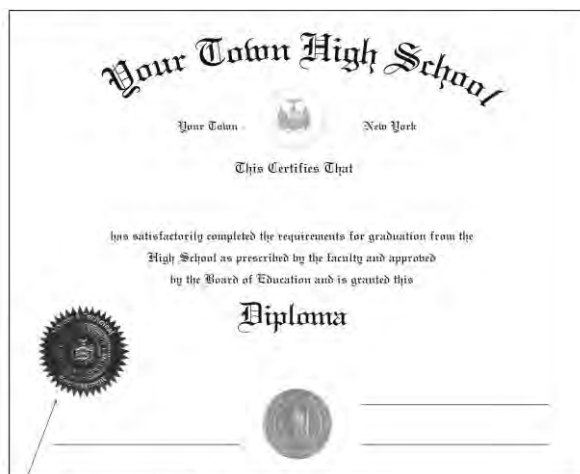 Your Town High School
Your Town New York
This Certifies That
has satisfactorily completed the requirements for graduation from the
High School as prescribed by the faculty and approved
by the Board of Education and is granted this
Diploma